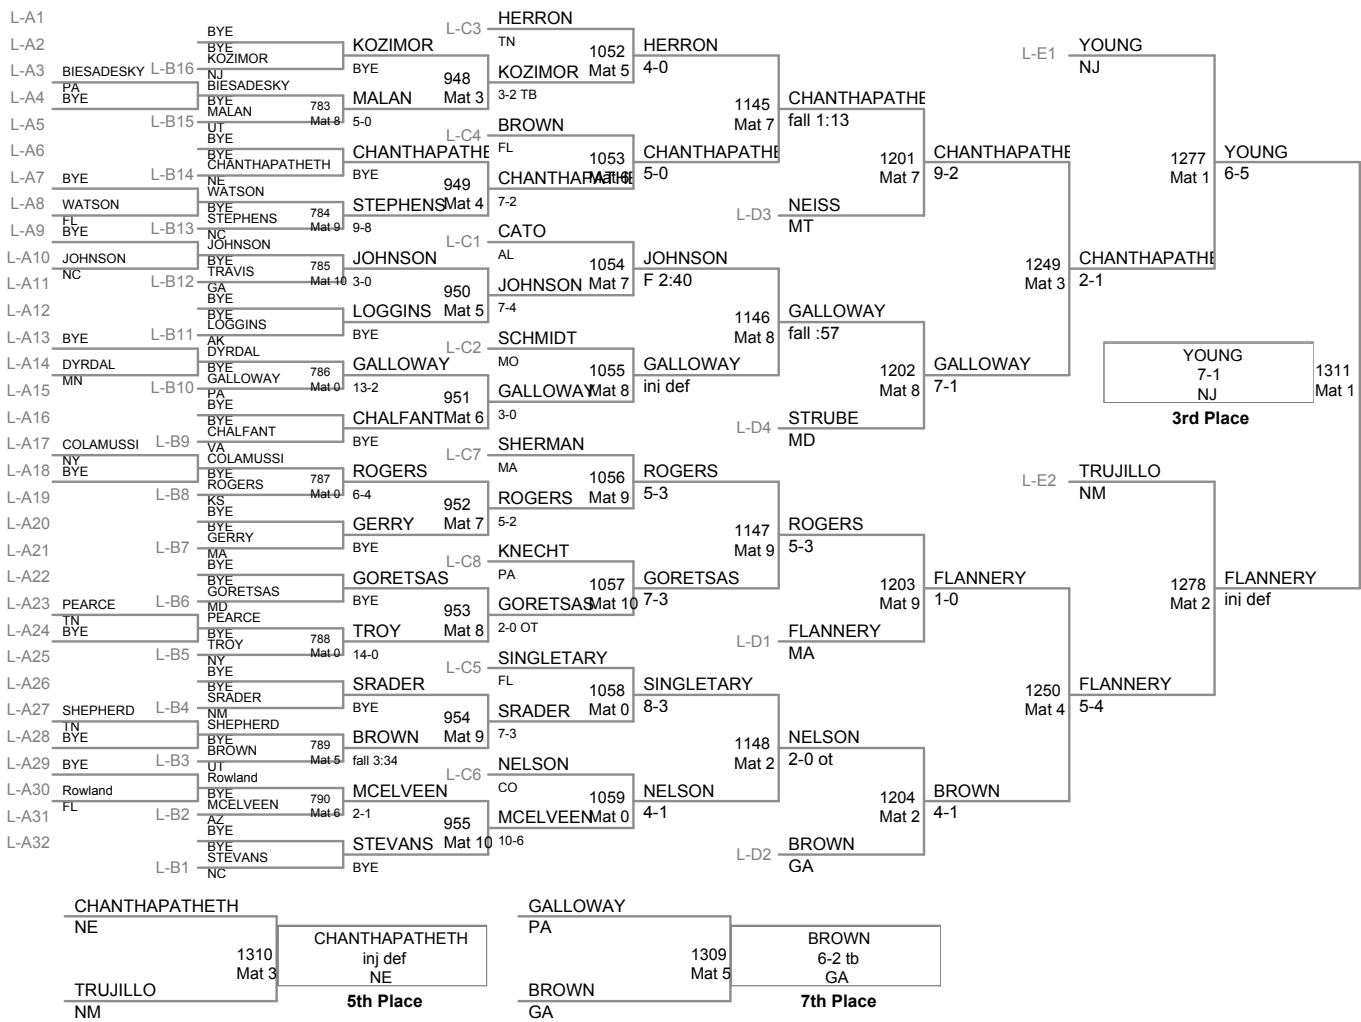 L-A1
L-A2
L-A3
L-A4
L-A5
L-A6
L-A7
L-A8
L-A9
L-A10
L-A11
L-A12
L-A13
L-A14
L-A15
L-A16
L-A17
L-A18
L-A19
L-A20
L-A21
L-A22
L-A23
L-A24
L-A25
L-A26
L-A27
L-A28
L-A29
L-A30
L-A31
L-A32
BIESADESKY
PA
BYE
BYE
WATSON
FL
BYE
JOHNSON
NC
BYE
DYRDAL
MN
COLAMUSSI
NY
BYE
PEARCE
TN
BYE
SHEPHERD
TN
BYE
BYE
Rowland
FL
L-B16
L-B15
L-B14
L-B13
L-B12
L-B11
L-B10
L-B9
L-B8
L-B7
L-B6
L-B5
L-B4
L-B3
L-B2
L-B1
BYE
BYE
KOZIMOR
NJ
BIESADESKY
BYE
MALAN
UT
BYE
BYE
CHANTHAPATHETH
NE
WATSON
BYE
STEPHENS
NC
JOHNSON
BYE
TRAVIS
GA
BYE
BYE
LOGGINS
AK
DYRDAL
BYE
GALLOWAY
PA
BYE
BYE
CHALFANT
VA
COLAMUSSI
BYE
ROGERS
KS
BYE
BYE
GERRY
MA
BYE
BYE
GORETSAS
MD
PEARCE
BYE
TROY
NY
BYE
BYE
SRADER
NM
SHEPHERD
BYE
BROWN
UT
Rowland
BYE
MCELVEEN
AZ
BYE
BYE
STEVANS
NC
783
Mat 8
784
Mat 9
785
Mat 10
786
Mat 0
787
Mat 0
788
Mat 0
789
Mat 5
790
Mat 6
KOZIMOR
BYE
MALAN
5-0
CHANTHAPATHE
BYE
STEPHENS
9-8
JOHNSON
3-0
LOGGINS
BYE
GALLOWAY
13-2
CHALFANT
BYE
ROGERS
6-4
GERRY
BYE
GORETSAS
BYE
TROY
14-0
SRADER
BYE
BROWN
fall 3:34
MCELVEEN
2-1
STEVANS
BYE
948
Mat 3
949
Mat 4
950
Mat 5
951
Mat 6
952
Mat 7
953
Mat 8
954
Mat 9
955
Mat 10
L-C3
HERRON
TN
KOZIMOR
3-2 TB
L-C4
BROWN
FL
CHANTHAPATHE
7-2
L-C1
CATO
AL
JOHNSON
7-4
L-C2
SCHMIDT
MO
GALLOWAY
3-0
L-C7
SHERMAN
MA
ROGERS
5-2
L-C8
KNECHT
PA
GORETSAS
2-0 OT
L-C5
SINGLETARY
FL
SRADER
7-3
L-C6
NELSON
CO
MCELVEEN
10-6
1052
Mat 5
1053
Mat 6
1054
Mat 7
1055
Mat 8
1056
Mat 9
1057
Mat 10
1058
Mat 0
1059
Mat 0
HERRON
4-0
CHANTHAPATHE
5-0
JOHNSON
F 2:40
GALLOWAY
inj def
ROGERS
5-3
GORETSAS
7-3
SINGLETARY
8-3
NELSON
4-1
1145
Mat 7
1146
Mat 8
1147
Mat 9
1148
Mat 2
CHANTHAPATHE
fall 1:13
L-D3
NEISS
MT
GALLOWAY
fall :57
L-D4
STRUBE
MD
ROGERS
5-3
L-D1
FLANNERY
MA
NELSON
2-0 ot
L-D2
BROWN
GA
1201
Mat 7
1202
Mat 8
1203
Mat 9
1204
Mat 2
CHANTHAPATHE
9-2
GALLOWAY
7-1
FLANNERY
1-0
BROWN
4-1
1249
Mat 3
1250
Mat 4
L-E1
YOUNG
NJ
CHANTHAPATHE
2-1
L-E2
TRUJILLO
NM
FLANNERY
5-4
1277
Mat 1
1278
Mat 2
YOUNG
6-5
FLANNERY
inj def
YOUNG
7-1
NJ
3rd Place
1311
Mat 1
CHANTHAPATHETH
NE
1310
Mat 3
TRUJILLO
NM
CHANTHAPATHETH
inj def
NE
5th Place
GALLOWAY
PA
1309
Mat 5
BROWN
GA
BROWN
6-2 tb
GA
7th Place